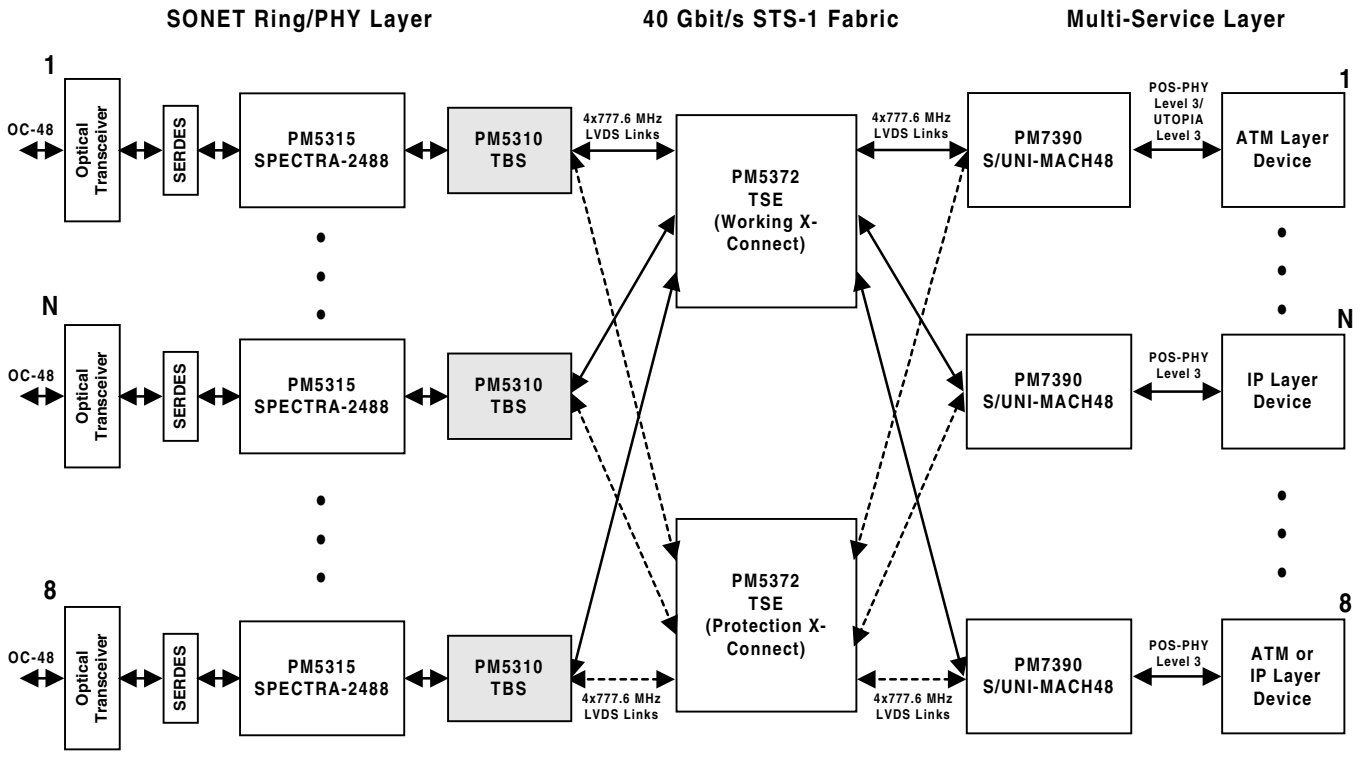 SONET Ring/PHY Layer
40 Gbit/s STS-1 Fabric
Multi-Service Layer
1
OC-48
Optical
Transceiver
SERDES
PM5315
SPECTRA-2488
PM5310
TBS
4x777.6 MHz
LVDS Links
PM5372
TSE
(Working X-
Connect)
4x777.6 MHz
LVDS Links
PM7390
S/UNI-MACH48
POS-PHY
Level 3/
UTOPIA
Level 3
1
ATM Layer
Device
N
OC-48
Optical
Transceiver
SERDES
PM5315
SPECTRA-2488
PM5310
TBS
PM7390
S/UNI-MACH48
POS-PHY
Level 3
N
IP Layer
Device
8
OC-48
Optical
Transceiver
SERDES
PM5315
SPECTRA-2488
PM5310
TBS
4x777.6 MHz
LVDS Links
PM5372
TSE
(Protection X-
Connect)
4x777.6 MHz
LVDS Links
PM7390
S/UNI-MACH48
POS-PHY
Level 3
8
ATM or
IP Layer
Device